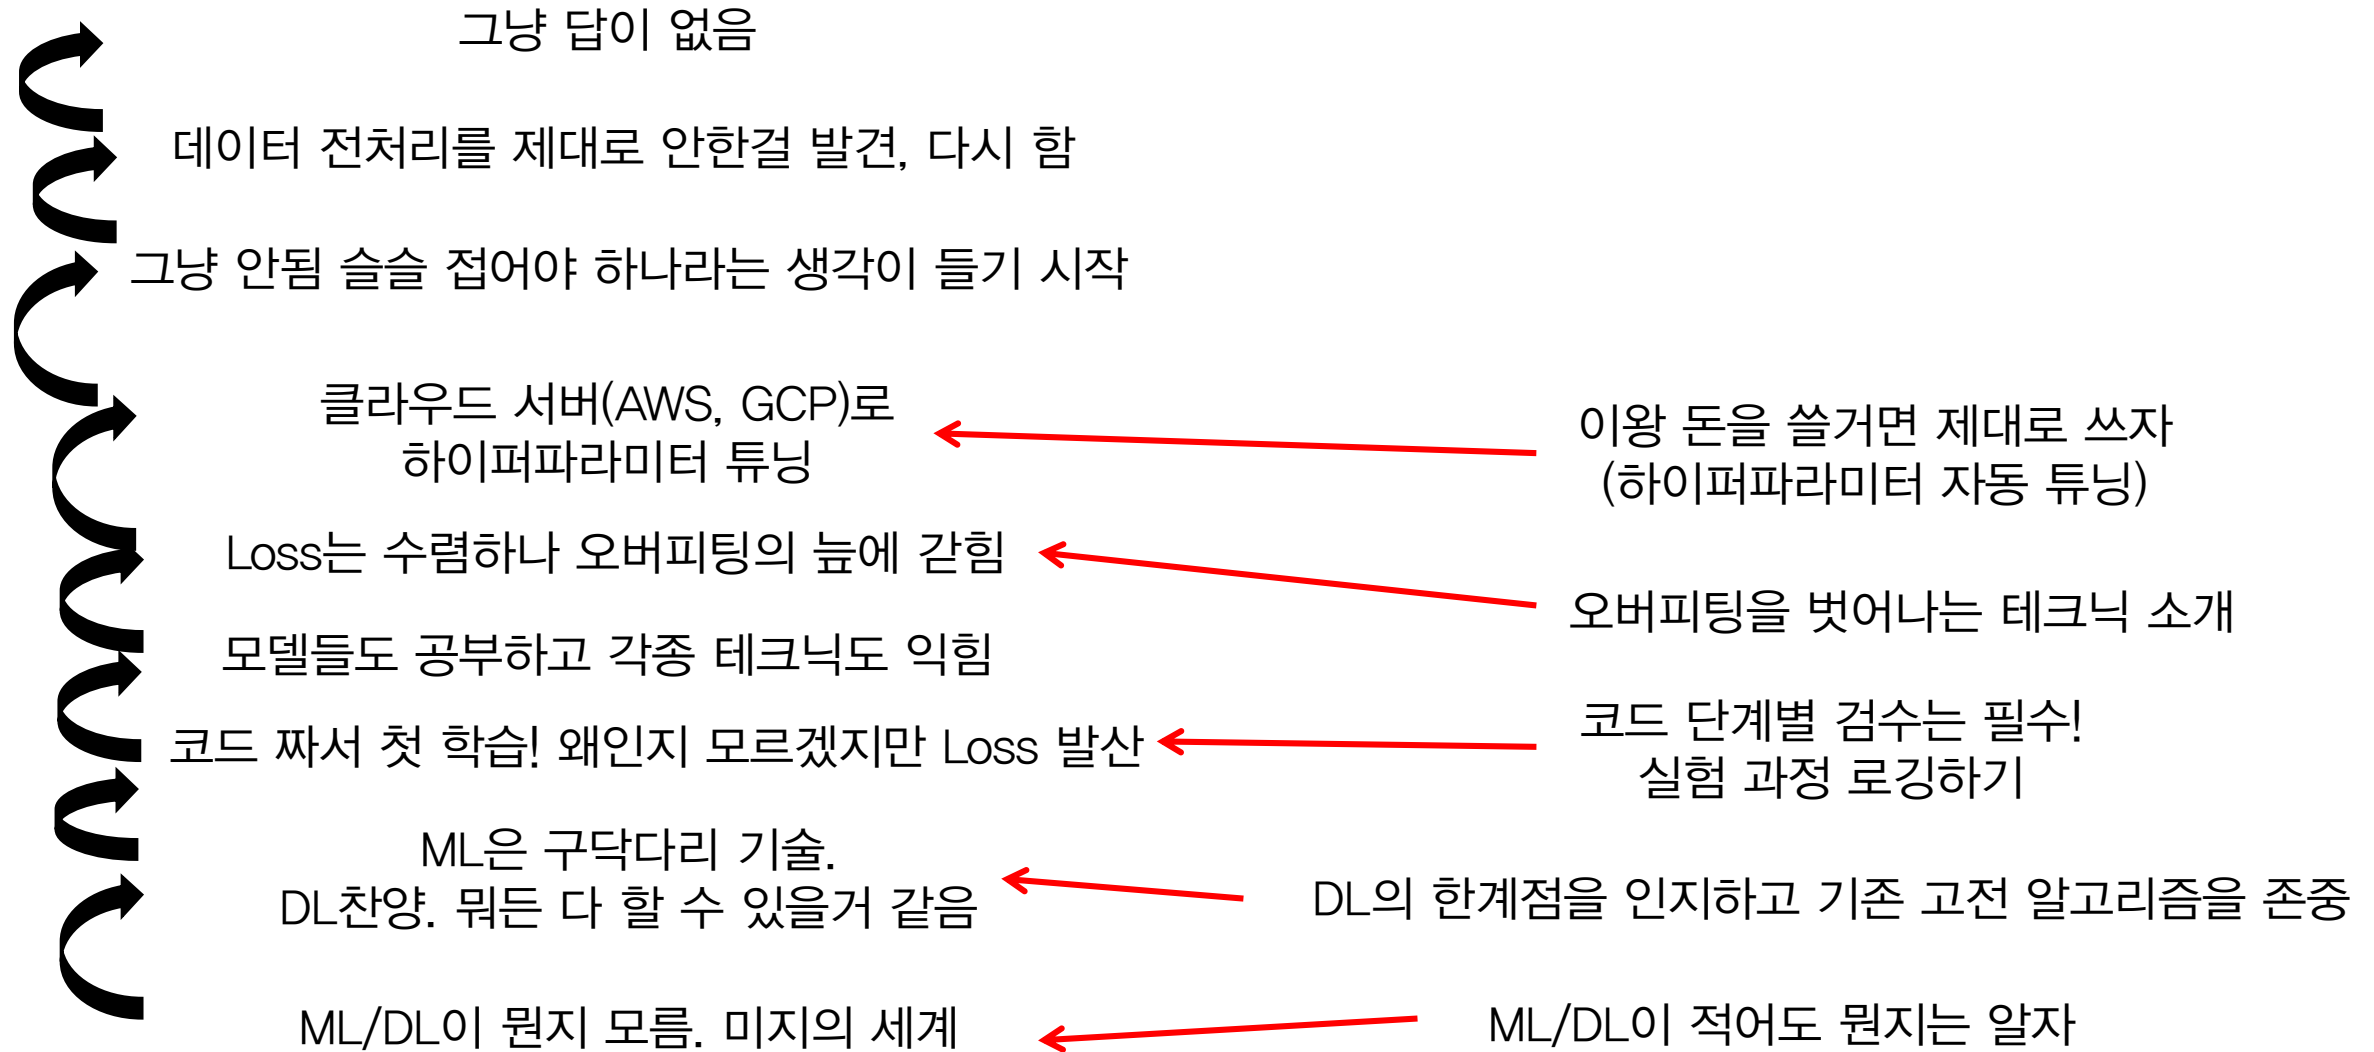 그냥 답이 없음
데이터 전처리를 제대로 안한걸 발견, 다시 함
그냥 안됨 슬슬 접어야 하나라는 생각이 들기 시작
클라우드 서버(AWS, GCP)로
하이퍼파라미터 튜닝
이왕 돈을 쓸거면 제대로 쓰자
(하이퍼파라미터 자동 튜닝)
Loss는 수렴하나 오버피팅의 늪에 갇힘
오버피팅을 벗어나는 테크닉 소개
모델들도 공부하고 각종 테크닉도 익힘
코드 짜서 첫 학습! 왜인지 모르겠지만 Loss 발산
코드 단계별 검수는 필수!
실험 과정 로깅하기
ML은 구닥다리 기술.
DL찬양. 뭐든 다 할 수 있을거 같음
DL의 한계점을 인지하고 기존 고전 알고리즘을 존중
ML/DL이 뭔지 모름. 미지의 세계
ML/DL이 적어도 뭔지는 알자